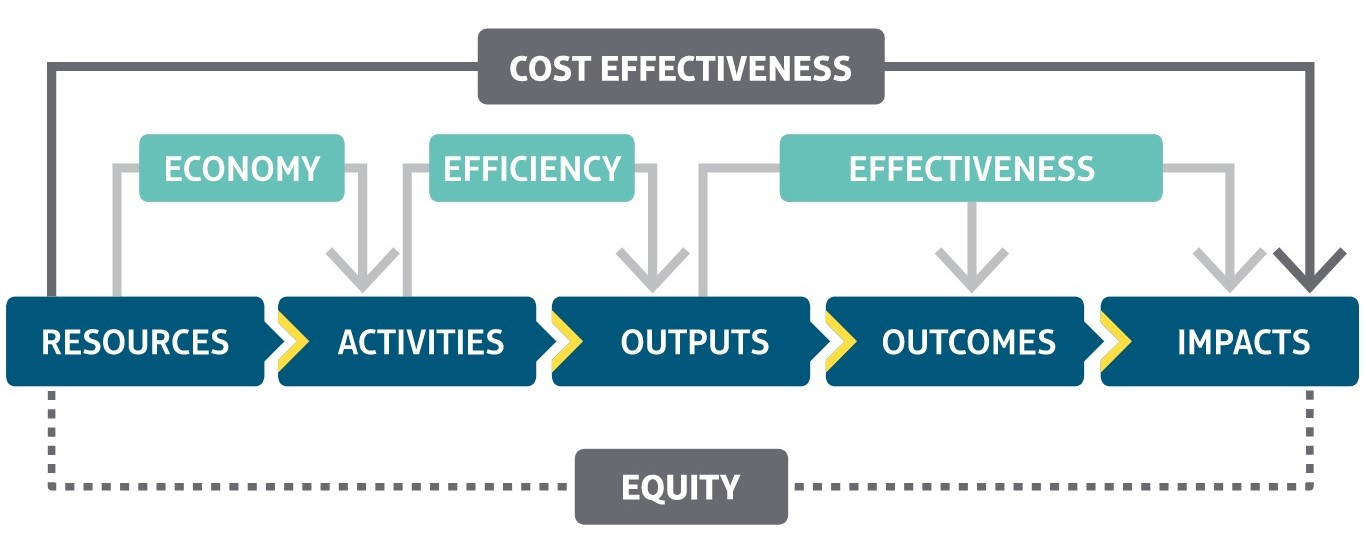 COST EFFECTIVENESS
ECONOMY
EFFICIENCY
EFFECTIVENESS
RESOURCES
ACTIVITIES
OUTPUTS
OUTCOMES
IMPACTS
EQUITY